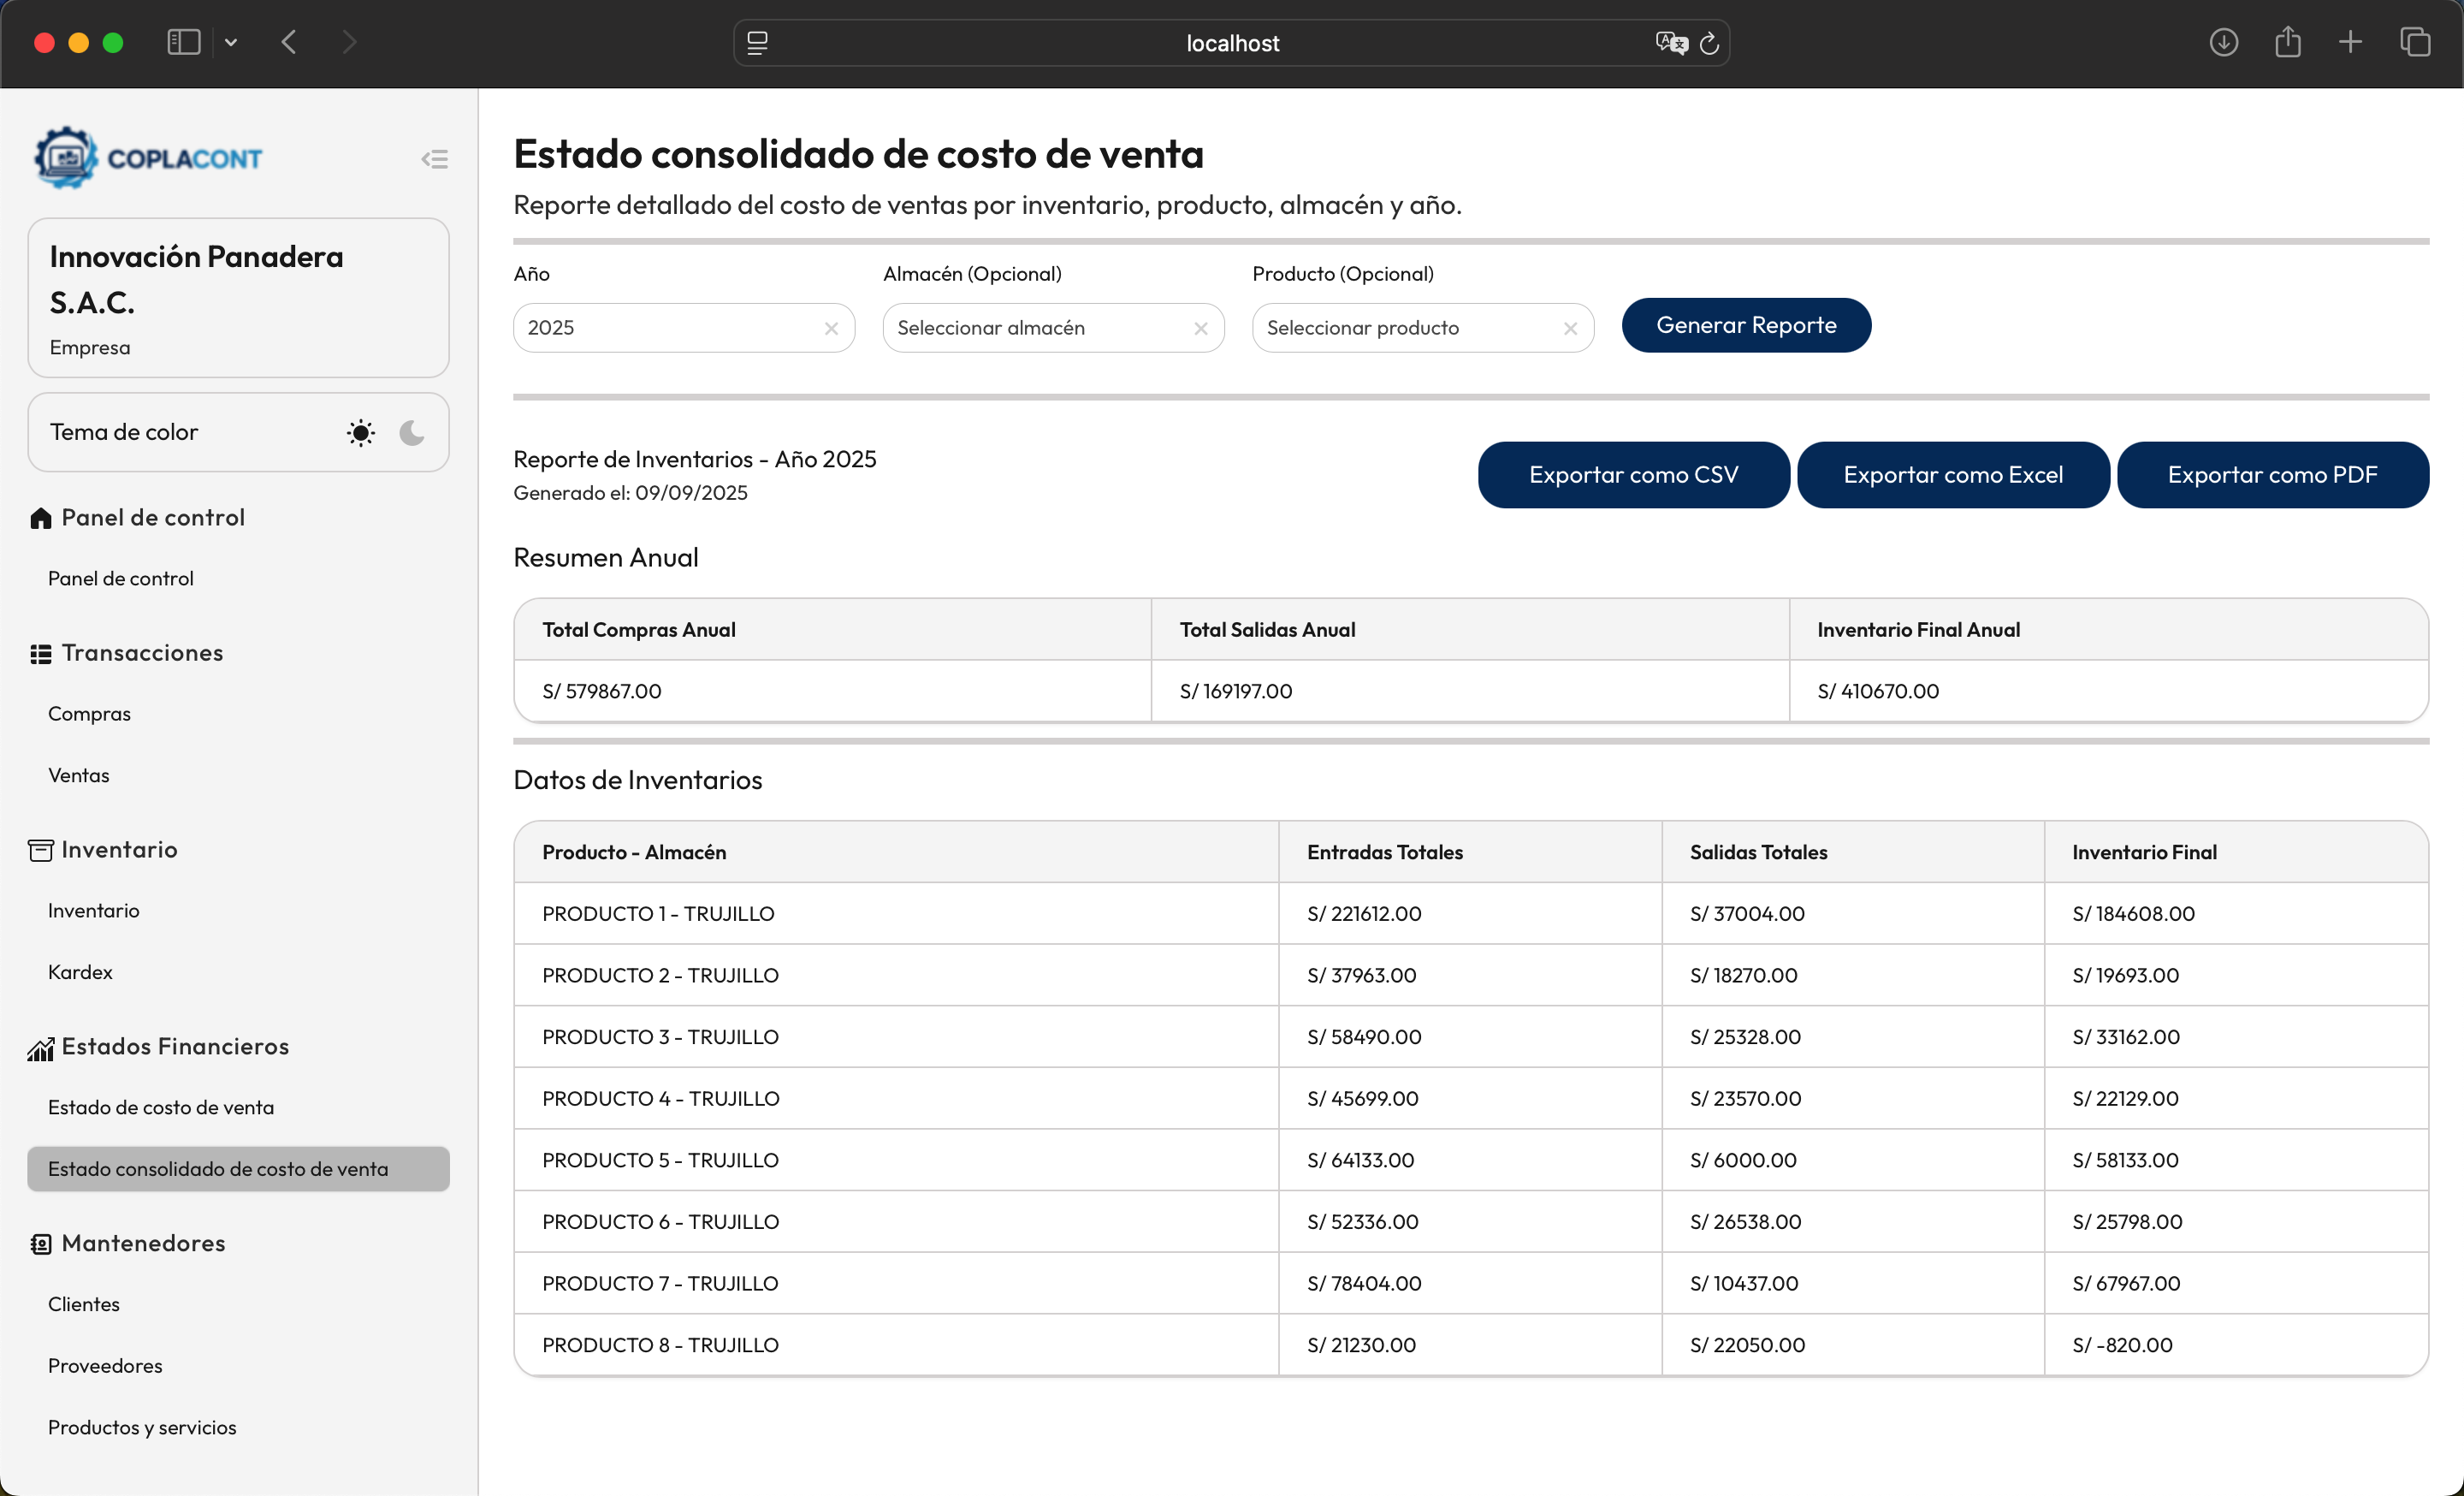 localhost
COPLACONT
Innovación Panadera
S.A.C.
Empresa
Tema de color
Panel de control
Panel de control
Transacciones
Compras
Ventas
Inventario
Inventario
Kardex
Estados Financieros
Estado de costo de venta
Estado consolidado de costo de venta
Mantenedores
Clientes
Proveedores
Productos y servicios
Estado consolidado de costo de venta
Reporte detallado del costo de ventas por inventario, producto, almacén y año.
Año Almacén (Opcional) Producto (Opcional)
2025 Seleccionar almacén Seleccionar producto Generar Reporte
Reporte de Inventarios - Año 2025
Generado el: 09/09/2025
Exportar como CSV Exportar como Excel Exportar como PDF
Resumen Anual
Total Compras Anual Total Salidas Anual Inventario Final Anual
S/ 579867.00 S/ 169197.00 S/ 410670.00
Datos de Inventarios
Producto - Almacén Entradas Totales Salidas Totales Inventario Final
PRODUCTO 1 - TRUJILLO S/ 221612.00 S/ 37004.00 S/ 184608.00
PRODUCTO 2 - TRUJILLO S/ 37963.00 S/ 18270.00 S/ 19693.00
PRODUCTO 3 - TRUJILLO S/ 58490.00 S/ 25328.00 S/ 33162.00
PRODUCTO 4 - TRUJILLO S/ 45699.00 S/ 23570.00 S/ 22129.00
PRODUCTO 5 - TRUJILLO S/ 64133.00 S/ 6000.00 S/ 58133.00
PRODUCTO 6 - TRUJILLO S/ 52336.00 S/ 26538.00 S/ 25798.00
PRODUCTO 7 - TRUJILLO S/ 78404.00 S/ 10437.00 S/ 67967.00
PRODUCTO 8 - TRUJILLO S/ 21230.00 S/ 22050.00 S/ -820.00